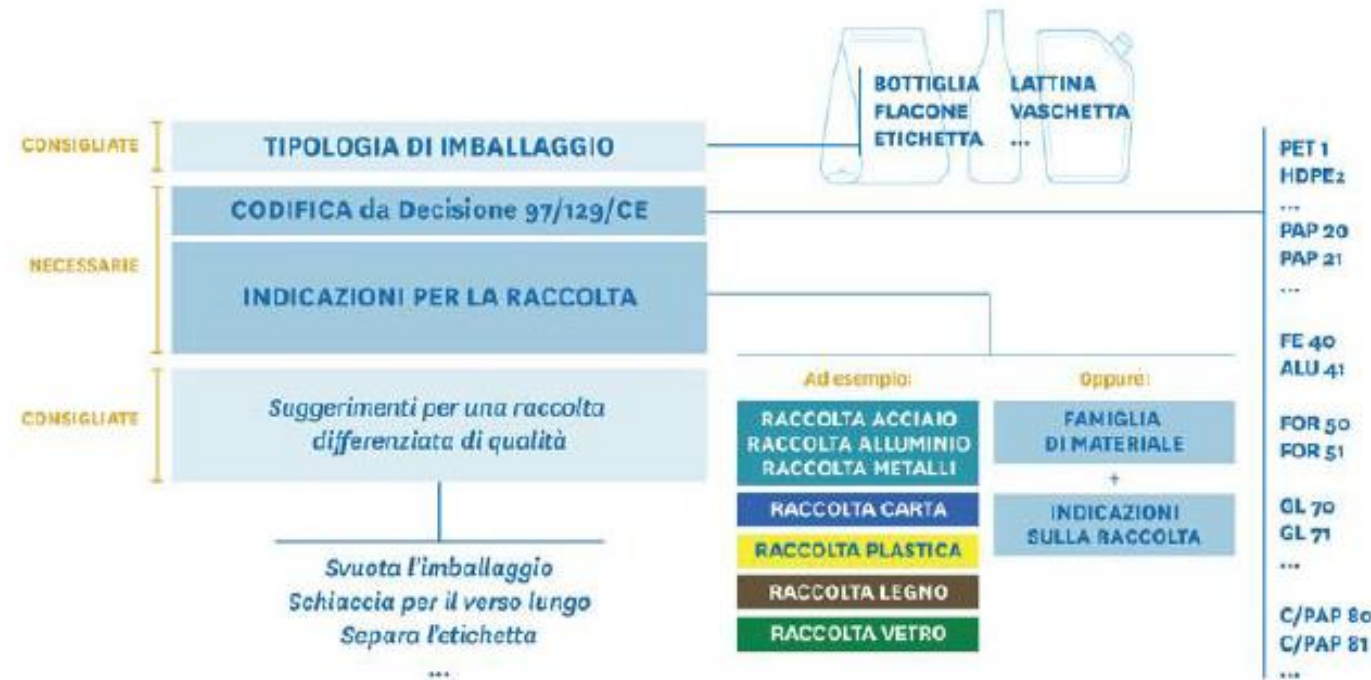 BOTTIGLIA LATTINA
FLACONE VASCHETTA
ETICHETTA ...
CONSIGLIATE
TIPOLOGIA DI IMBALLAGGIO
NECESSARIE
CODIFICA da Decisione 97/129/CE
INDICAZIONI PER LA RACCOLTA
CONSIGLIATE
Suggerimenti per una raccolta
differenziata di qualità
Svuota l'imballaggio
Schiaccia per il verso lungo
Separa l'etichetta
...
Ad esempio:
RACCOLTA ACCIAIO
RACCOLTA ALLUMINIO
RACCOLTA METALLI
RACCOLTA CARTA
RACCOLTA PLASTICA
RACCOLTA LEGNO
RACCOLTA VETRO
Oppure:
FAMIGLIA
DI MATERIALE
+
INDICAZIONI
SULLA RACCOLTA
PET 1
HDPE2
...
PAP 20
PAP 21
...
FE 40
ALU 41
FOR 50
FOR 51
GL 70
GL 71
...
C/PAP 80
C/PAP 81
...